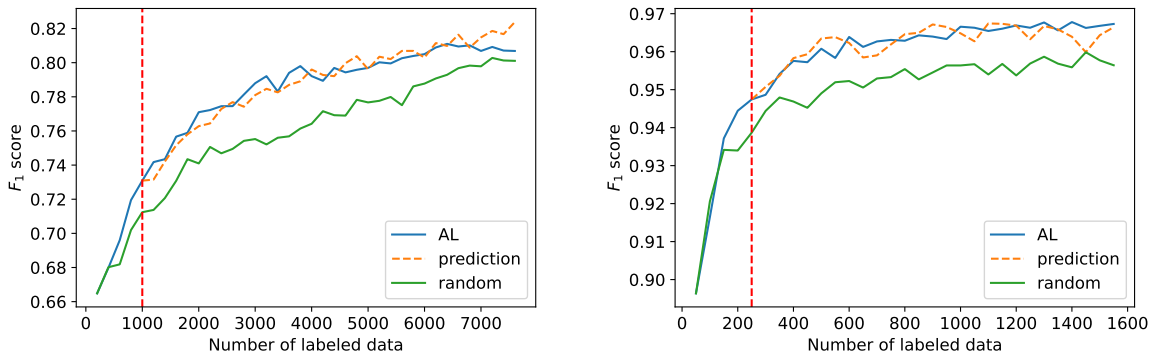 0.82
0.80
0.78
0.76
0.74
0.72
0.70
0.68
0.66
F1 score
0 1000 2000 3000 4000 5000 6000 7000
Number of labeled data
AL
prediction
random
0.97
0.96
0.95
0.94
0.93
0.92
0.91
0.90
F1 score
0 200 400 600 800 1000 1200 1400 1600
Number of labeled data
AL
prediction
random